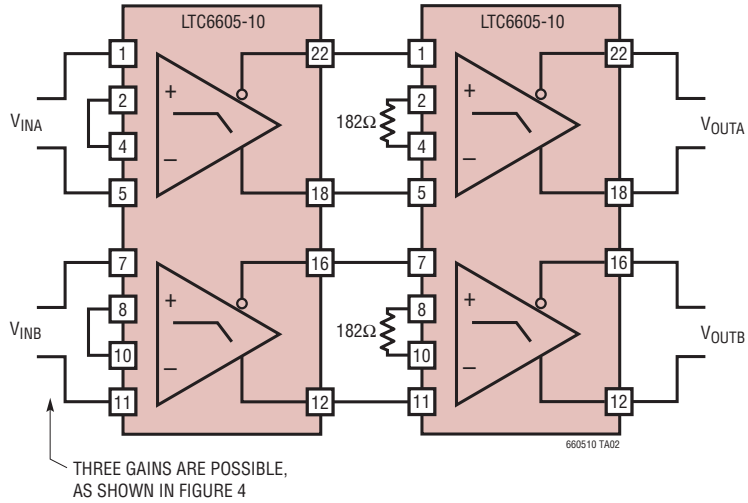 LTC6605-10 LTC6605-10
1 22 1 22
+ +
2 2
VINA 182Ω VOUTA
4 4
– –
5 18 5 18
7 16 7 16
+ +
8 8
VINB 182Ω VOUTB
10 10
– –
11 12 11 12
660510 TA02
THREE GAINS ARE POSSIBLE,
AS SHOWN IN FIGURE 4